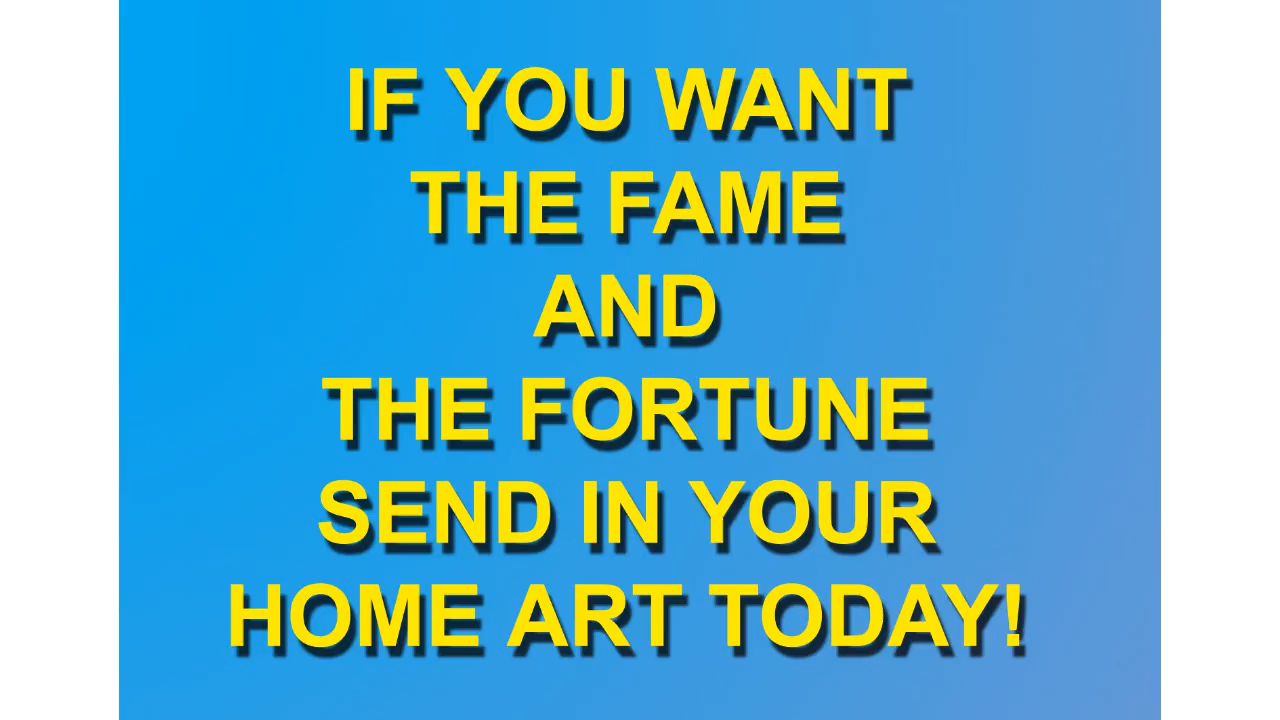 IF YOU WANT
THE FAME
AND
THE FORTUNE
SEND IN YOUR
HOME ART TODAY!